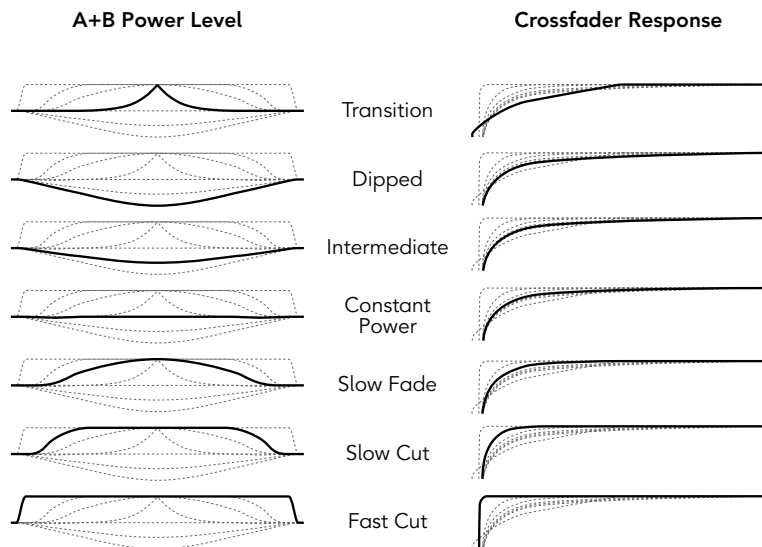 A+B Power Level
Crossfader Response
Transition
Dipped
Intermediate
Constant
Power
Slow Fade
Slow Cut
Fast Cut